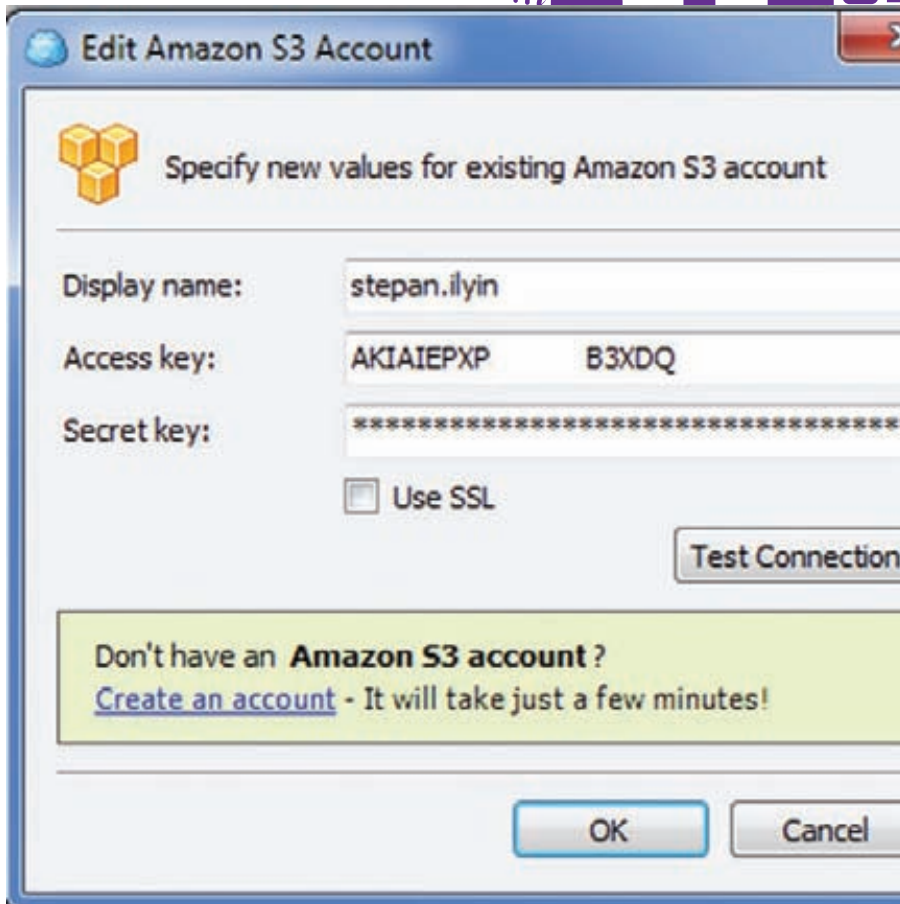 Edit Amazon S3 Account
Specify new values for existing Amazon S3 account
Display name: stepan.ilyin
Access key: AKIAIEPXP B3XDQ
Secret key: **********************************
Use SSL
Test Connection
Don't have an Amazon S3 account?
Create an account - It will take just a few minutes!
OK Cancel